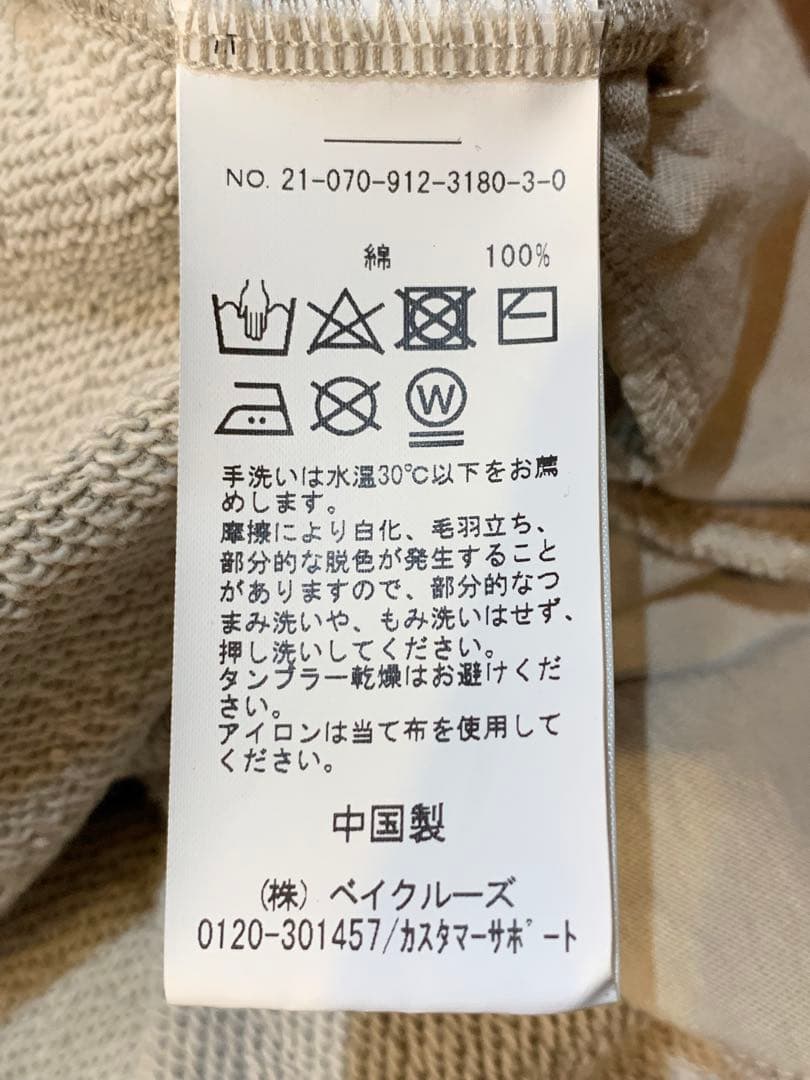 NO. 21-070-912-3180-3-0
綿 100%
W
手洗いは水温30℃以下をお薦
めします。
摩擦により白化、毛羽立ち、
部分的な脱色が発生すること
がありますので、部分的なつ
まみ洗いや、もみ洗いはせず、
押し洗いしてください。
タンブラー乾燥はお避けくだ
さい。
アイロンは当て布を使用して
ください。
中国製
(株) ベイクルーズ
0120-301457/ｶｽﾀﾏｰｻﾎﾟｰﾄ